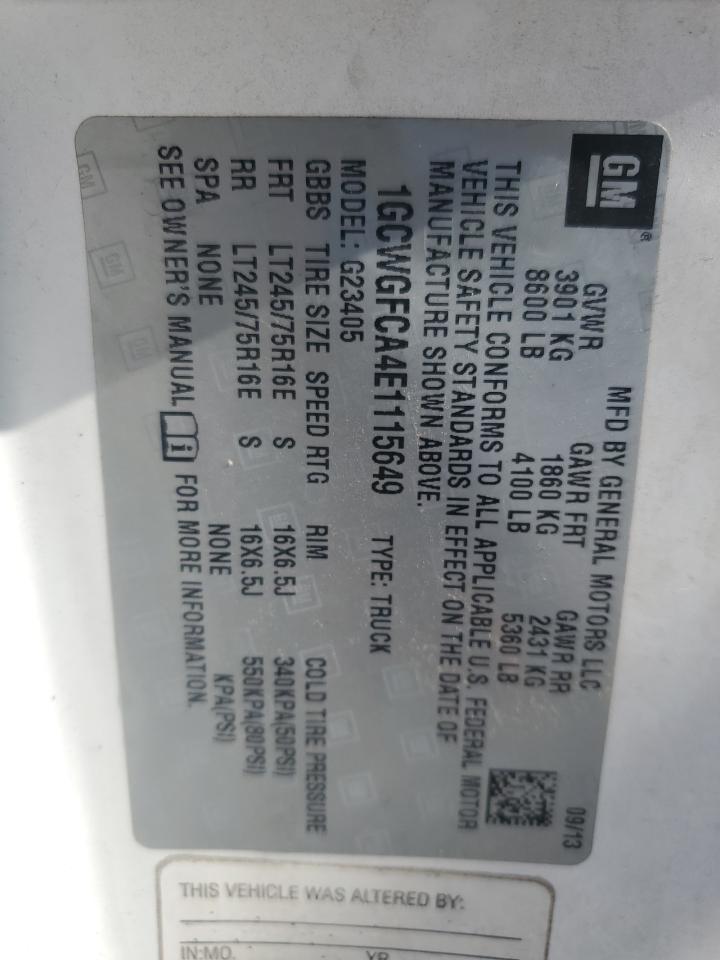 GM ®
MFD BY GENERAL MOTORS LLC 09/13
GVWR GAWR FRT GAWR RR
3901 KG 1860 KG 2431 KG
8600 LB 4100 LB 5360 LB
THIS VEHICLE CONFORMS TO ALL APPLICABLE U.S. FEDERAL MOTOR
VEHICLE SAFETY STANDARDS IN EFFECT ON THE DATE OF
MANUFACTURE SHOWN ABOVE.
1GCWGFCA4E1115649 TYPE: TRUCK
MODEL: G23405
GBBS TIRE SIZE SPEED RTG RIM COLD TIRE PRESSURE
FRT LT245/75R16E S 16X6.5J 340KPA(50PSI)
RR LT245/75R16E S 16X6.5J 550KPA(80PSI)
SPA NONE NONE KPA(PSI)
SEE OWNER'S MANUAL i FOR MORE INFORMATION.
THIS VEHICLE WAS ALTERED BY:
IN:MO. YR